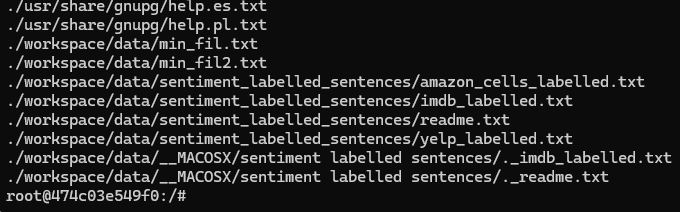 ./usr/share/gnupg/help.es.txt
./usr/share/gnupg/help.pl.txt
./workspace/data/min_fil.txt
./workspace/data/min_fil2.txt
./workspace/data/sentiment_labelled_sentences/amazon_cells_labelled.txt
./workspace/data/sentiment_labelled_sentences/imdb_labelled.txt
./workspace/data/sentiment_labelled_sentences/readme.txt
./workspace/data/sentiment_labelled_sentences/yelp_labelled.txt
./workspace/data/__MACOSX/sentiment labelled sentences/._imdb_labelled.txt
./workspace/data/__MACOSX/sentiment labelled sentences/._readme.txt
root@474c03e549f0:/#